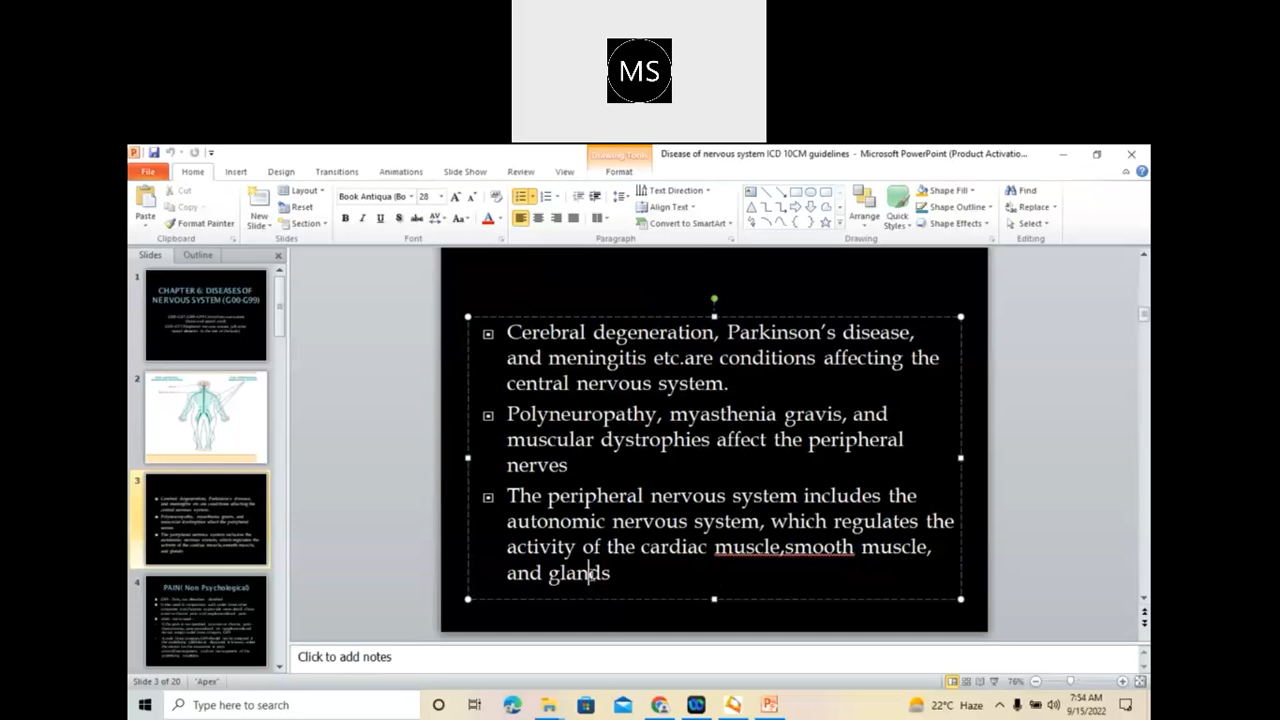 MS
Drawing Tools
Disease of nervous system ICD 10CM guidelines - Microsoft PowerPoint (Product Activatio...
File Home Insert Design Transitions Animations Slide Show Review View Format
Cut
Copy
Format Painter
Paste
Clipboard
New
Slide
Layout
Reset
Section
Slides
Book Antiqua (Bo 28
Font
Text Direction
Align Text
Convert to SmartArt
Paragraph
Arrange
Quick
Styles
Shape Fill
Shape Outline
Shape Effects
Drawing
Find
Replace
Select
Editing
Slides Outline
1
CHAPTER 6: DISEASES OF
NERVOUS SYSTEM (G00-G99)
2
3
4
PAIN( Non Psychological)
Cerebral degeneration, Parkinson's disease,
and meningitis etc.are conditions affecting the
central nervous system.
Polyneuropathy, myasthenia gravis, and
muscular dystrophies affect the peripheral
nerves
The peripheral nervous system includes the
autonomic nervous system, which regulates the
activity of the cardiac muscle,smooth muscle,
and glands
Click to add notes
Slide 3 of 20 "Apex" 76%
Type here to search
22°C Haze
7:54 AM
9/15/2022